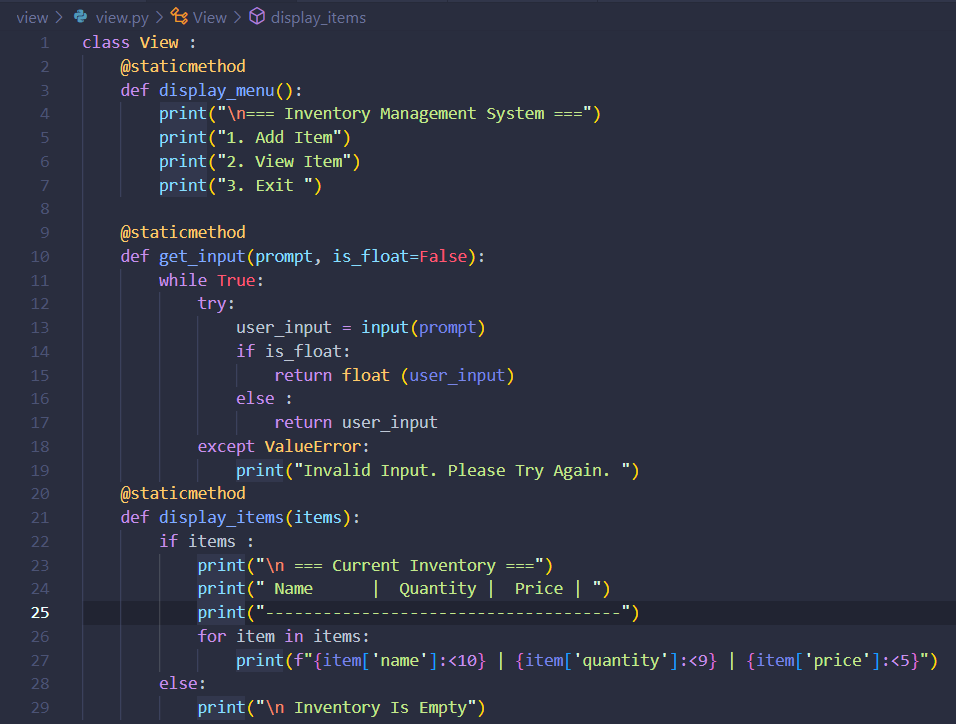 view > view.py > View > display_items
1 class View :
2     @staticmethod
3     def display_menu():
4         print("\n=== Inventory Management System ===")
5         print("1. Add Item")
6         print("2. View Item")
7         print("3. Exit ")
8
9     @staticmethod
10     def get_input(prompt, is_float=False):
11         while True:
12             try:
13                 user_input = input(prompt)
14                 if is_float:
15                     return float (user_input)
16                 else :
17                     return user_input
18             except ValueError:
19                 print("Invalid Input. Please Try Again. ")
20     @staticmethod
21     def display_items(items):
22         if items :
23             print("\n === Current Inventory ===")
24             print(" Name      |  Quantity |  Price | ")
25             print("-------------------------------------")
26             for item in items:
27                 print(f"{item['name']:<10} | {item['quantity']:<9} | {item['price']:<5}")
28         else:
29             print("\n Inventory Is Empty")